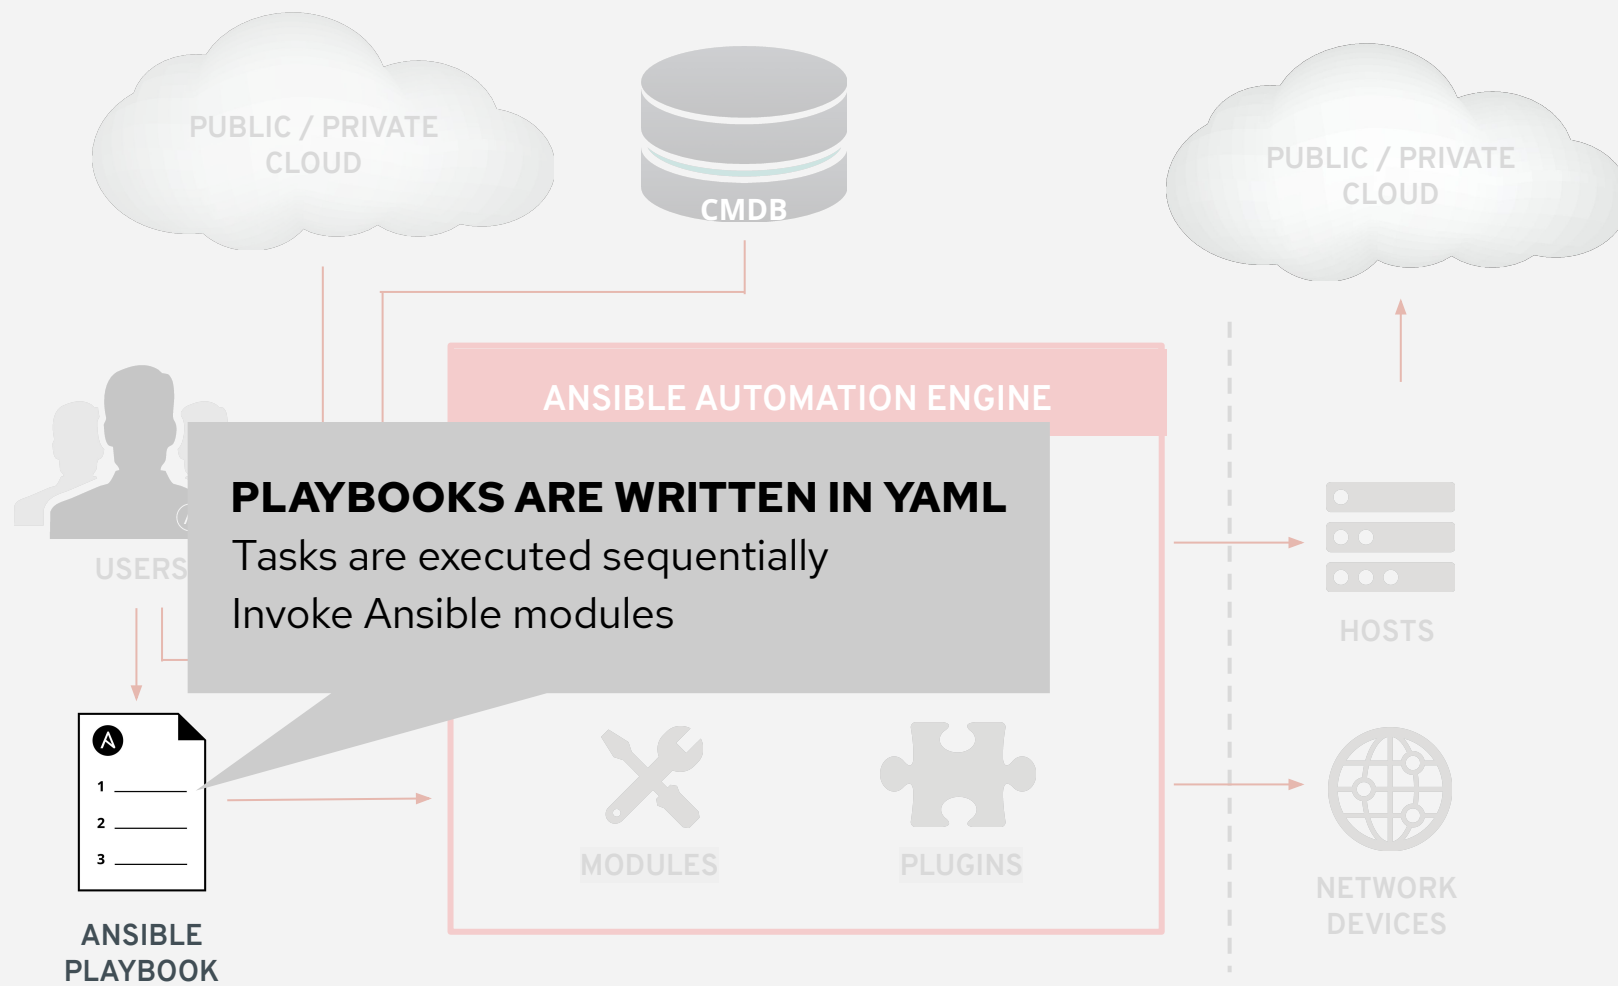 PUBLIC / PRIVATE
CLOUD
CMDB
PUBLIC / PRIVATE
CLOUD
ANSIBLE AUTOMATION ENGINE
PLAYBOOKS ARE WRITTEN IN YAML
Tasks are executed sequentially
Invoke Ansible modules
USERS
HOSTS
1
2
3
MODULES
PLUGINS
NETWORK
DEVICES
ANSIBLE
PLAYBOOK